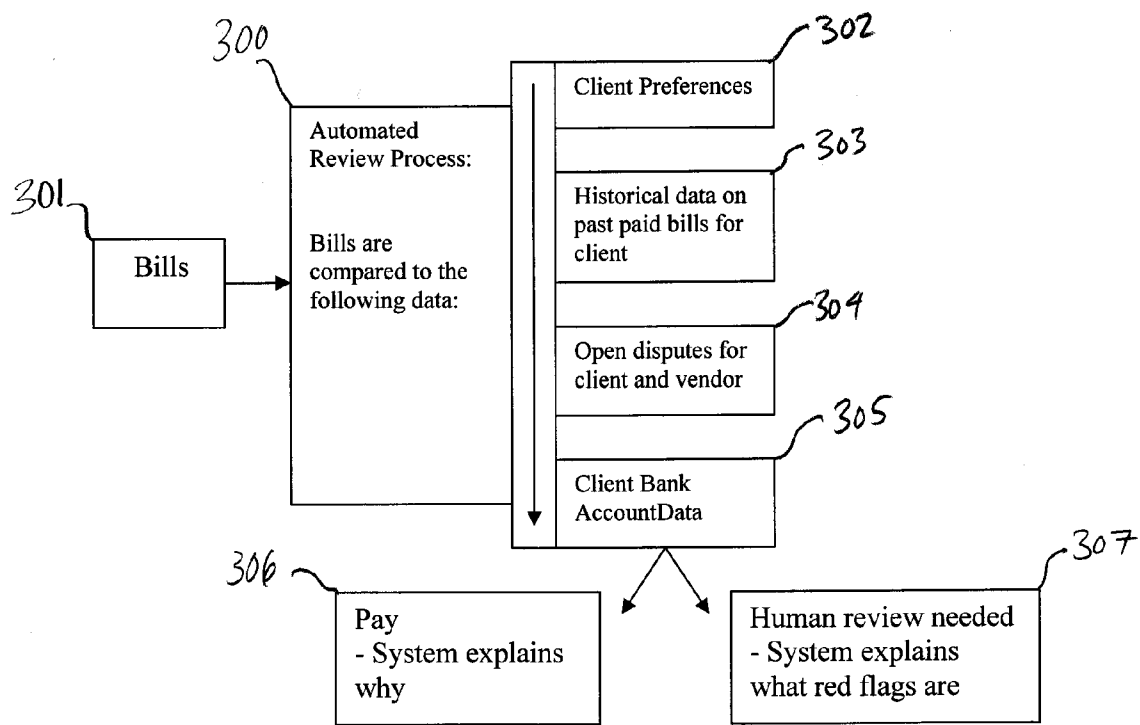 300
302
Client Preferences
Automated
Review Process:
303
301
Historical data on
past paid bills for
client
Bills
Bills are
compared to the
following data:
304
Open disputes for
client and vendor
305
Client Bank
AccountData
306
307
Pay
- System explains
why
Human review needed
- System explains
what red flags are